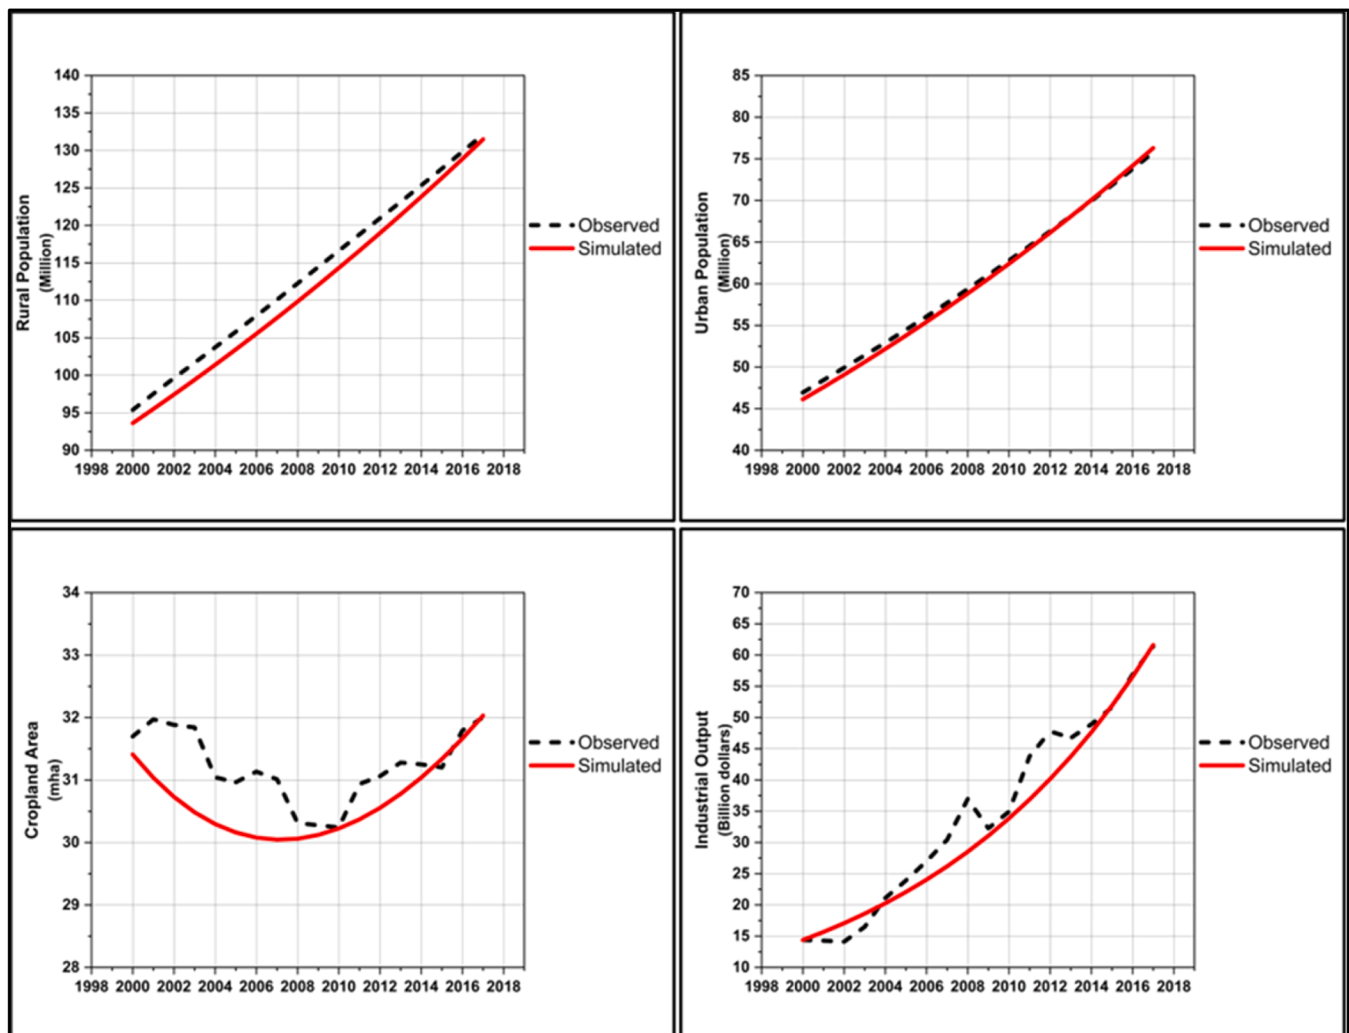 140
135
130
125
120
115
110
105
100
95
90
Rural Population
(Million)
1998 2000 2002 2004 2006 2008 2010 2012 2014 2016 2018
Observed
Simulated
85
80
75
70
65
60
55
50
45
40
Urban Population
(Million)
1998 2000 2002 2004 2006 2008 2010 2012 2014 2016 2018
Observed
Simulated
34
33
32
31
30
29
28
Cropland Area
(mha)
1998 2000 2002 2004 2006 2008 2010 2012 2014 2016 2018
Observed
Simulated
70
65
60
55
50
45
40
35
30
25
20
15
10
Industrial Output
(Billion dollars)
1998 2000 2002 2004 2006 2008 2010 2012 2014 2016 2018
Observed
Simulated